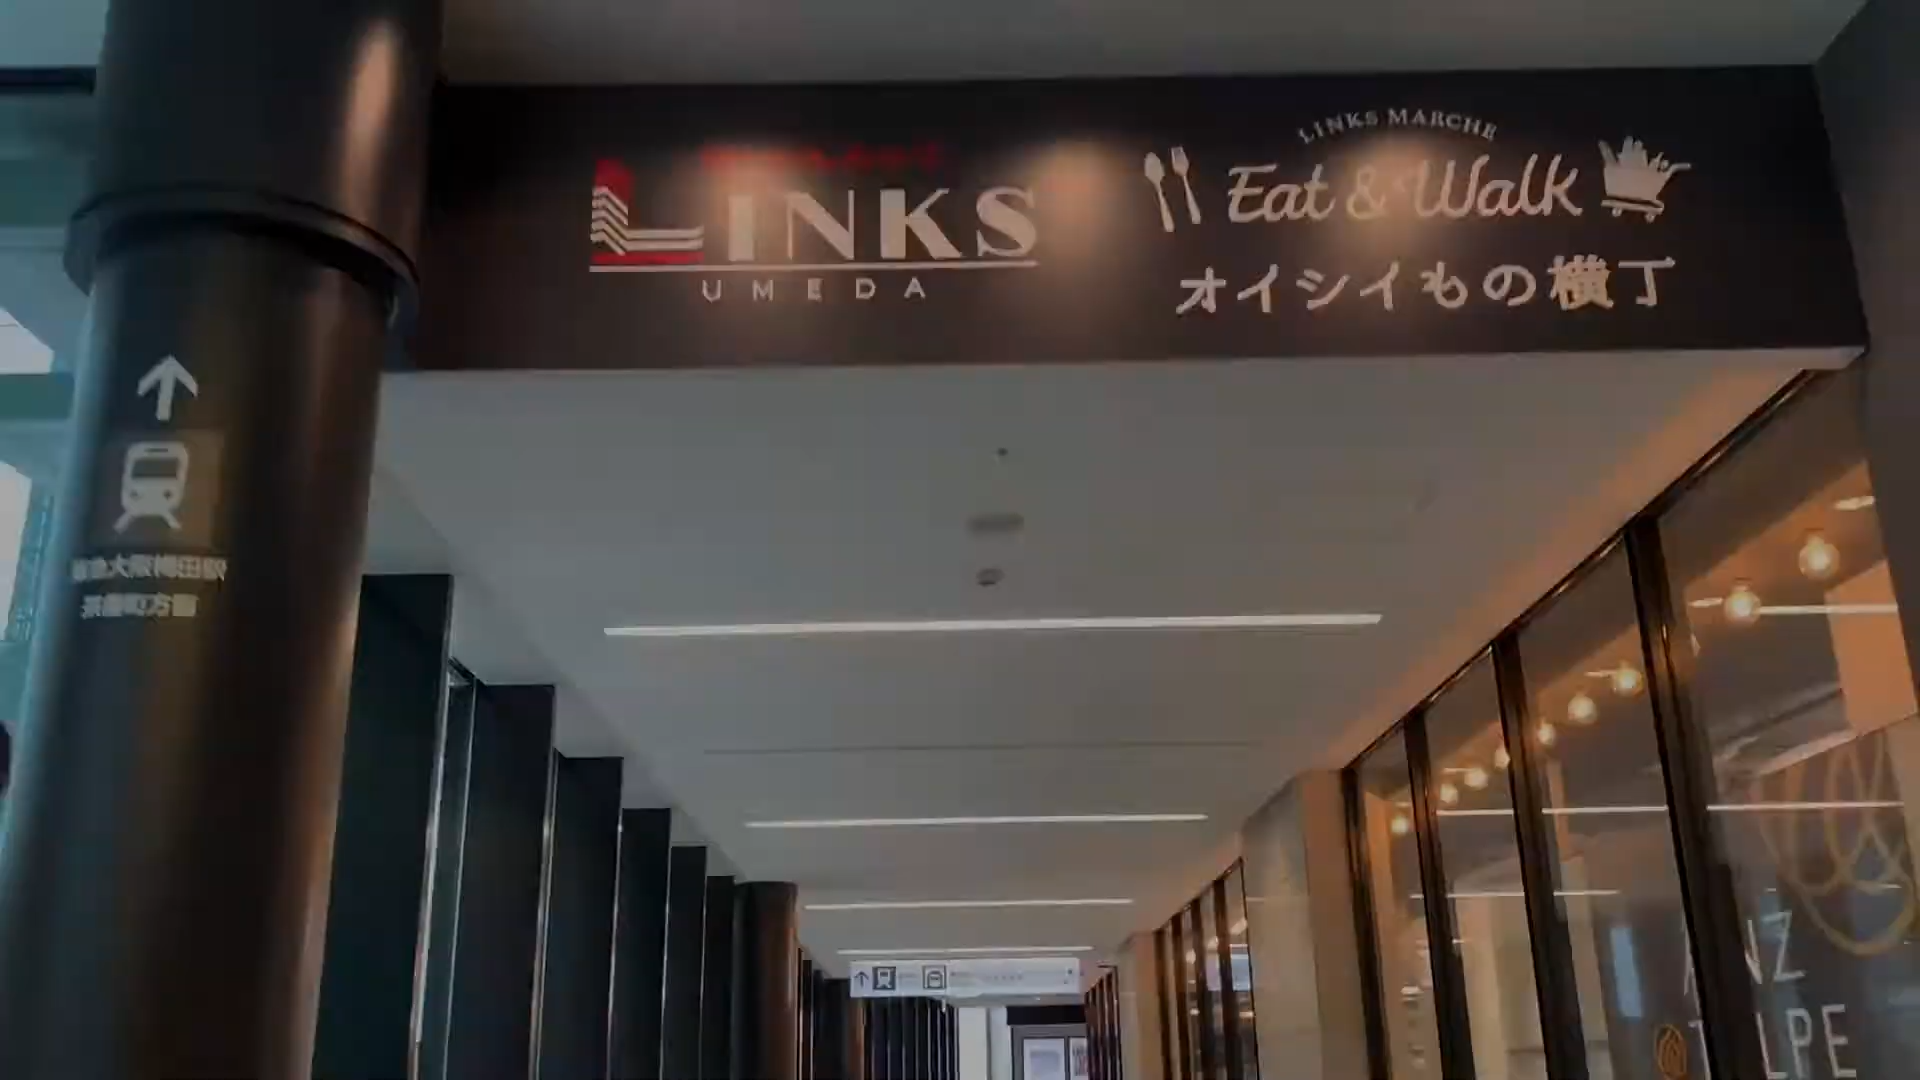 LINKS
UMEDA
LINKS MARCHE
Eat & Walk
オイシイもの横丁
阪急大阪梅田駅
茶屋町方面